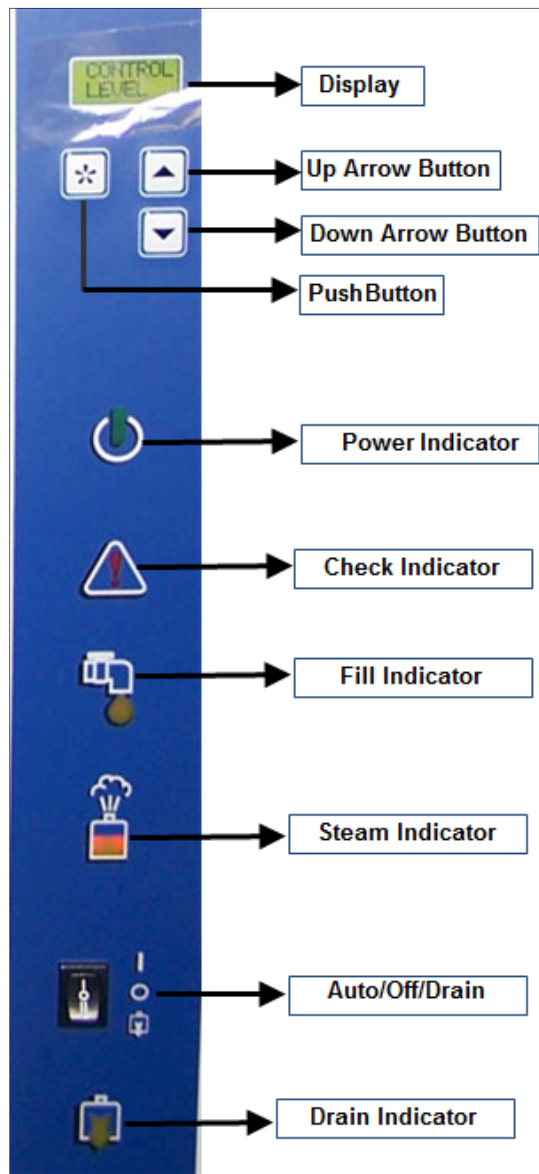 CONTROL
LEVEL
Display
Up Arrow Button
Down Arrow Button
Push Button
Power Indicator
Check Indicator
Fill Indicator
Steam Indicator
Auto/Off/Drain
Drain Indicator